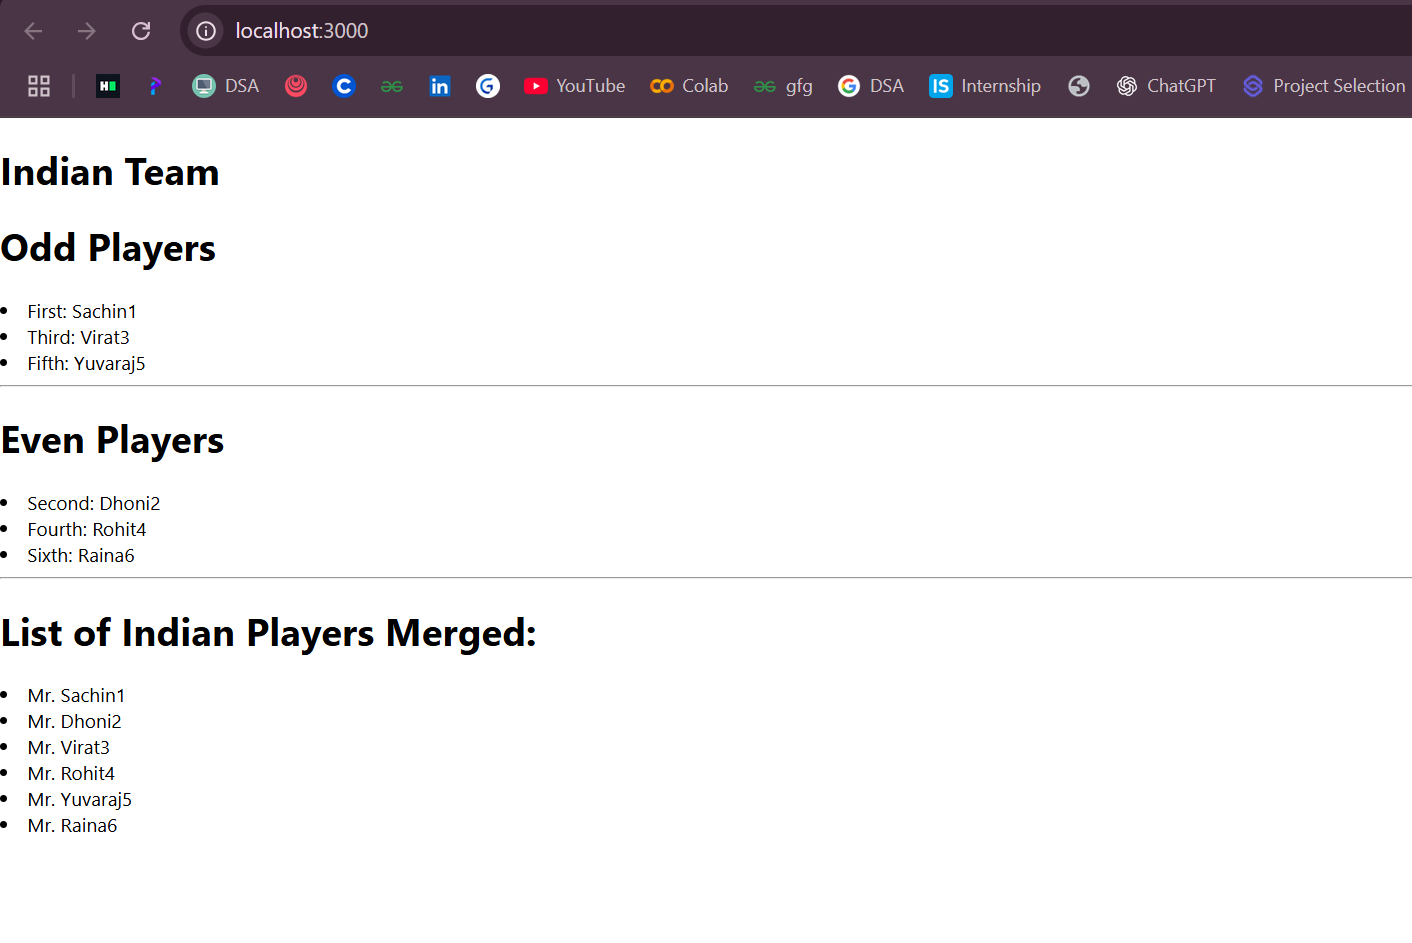 localhost:3000
DSA YouTube Colab gfg DSA Internship ChatGPT Project Selection
Indian Team
Odd Players
First: Sachin1
Third: Virat3
Fifth: Yuvaraj5
Even Players
Second: Dhoni2
Fourth: Rohit4
Sixth: Raina6
List of Indian Players Merged:
Mr. Sachin1
Mr. Dhoni2
Mr. Virat3
Mr. Rohit4
Mr. Yuvaraj5
Mr. Raina6